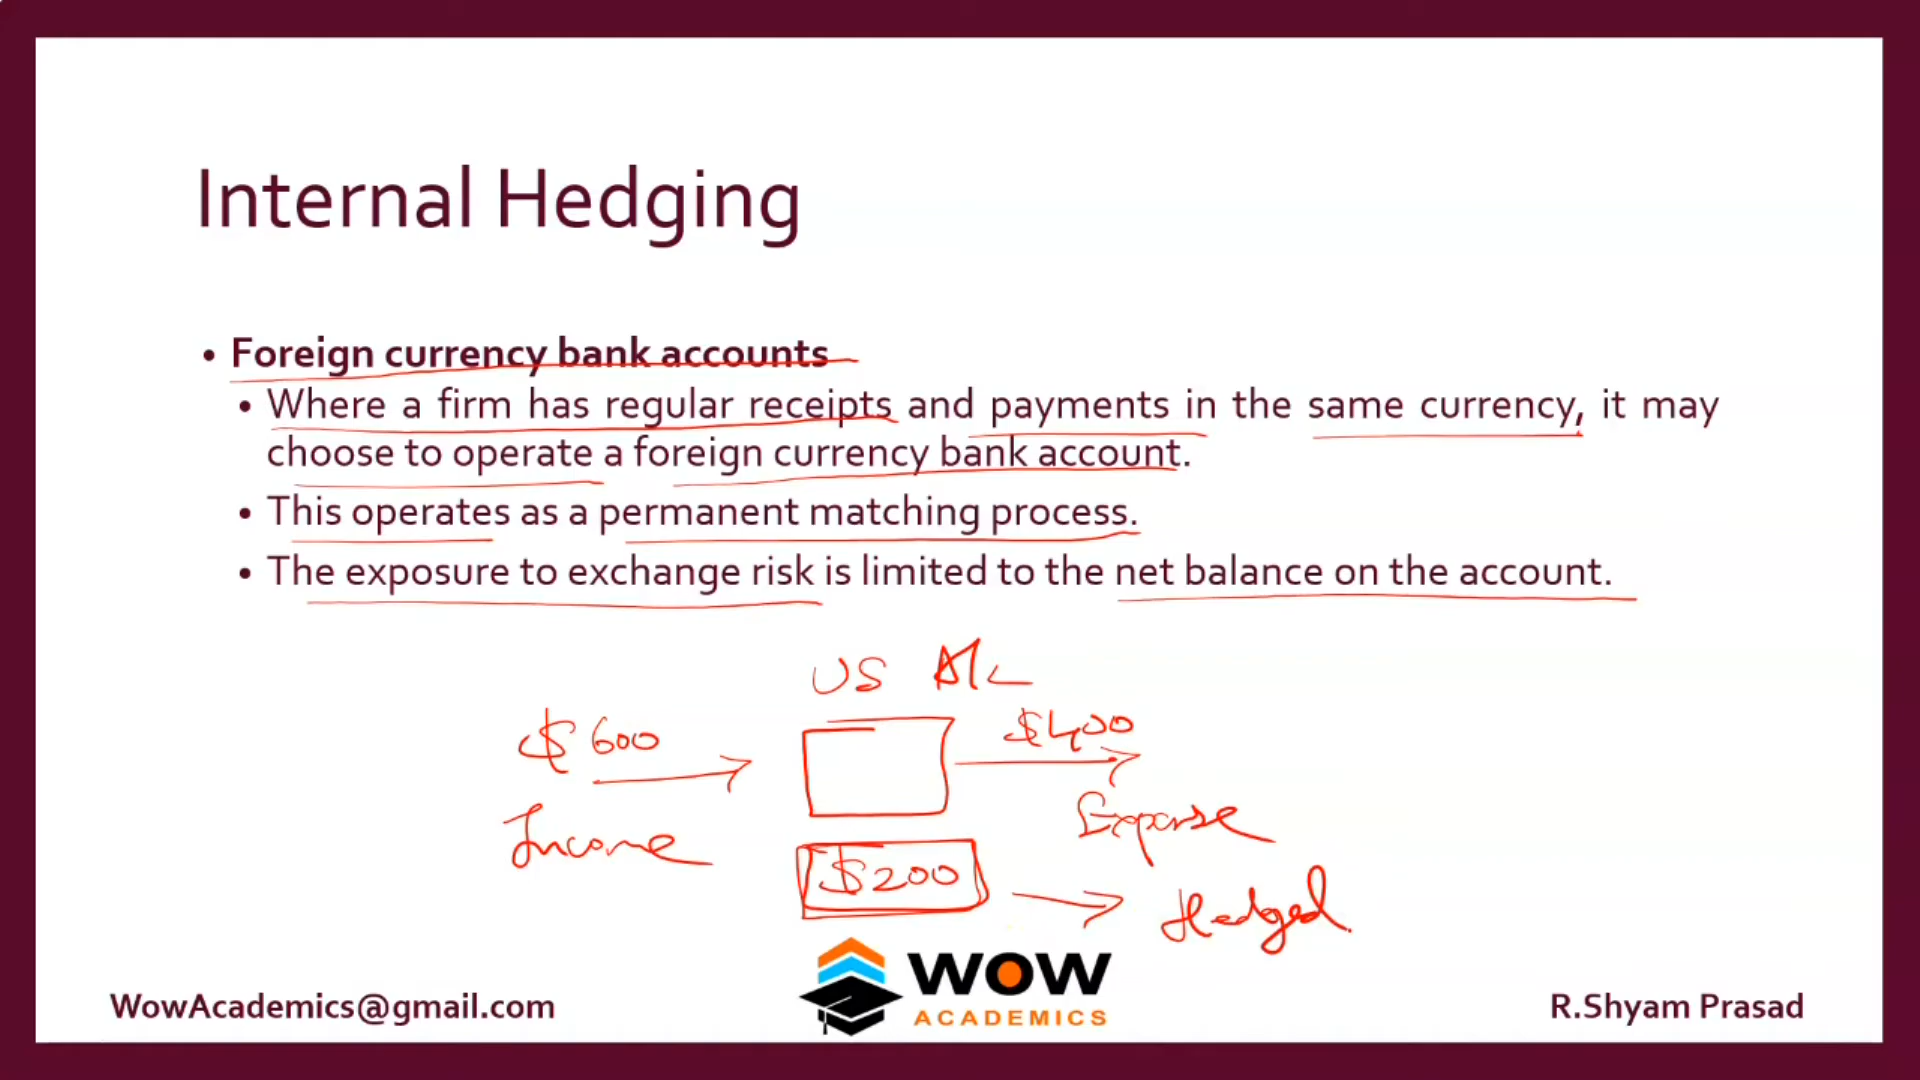 Internal Hedging
• Foreign currency bank accounts
• Where a firm has regular receipts and payments in the same currency, it may
choose to operate a foreign currency bank account.
• This operates as a permanent matching process.
• The exposure to exchange risk is limited to the net balance on the account.
US A/c
$ 600
$400
Income
Expense
$200
Hedged
WOW
ACADEMICS
WowAcademics@gmail.com
R.Shyam Prasad